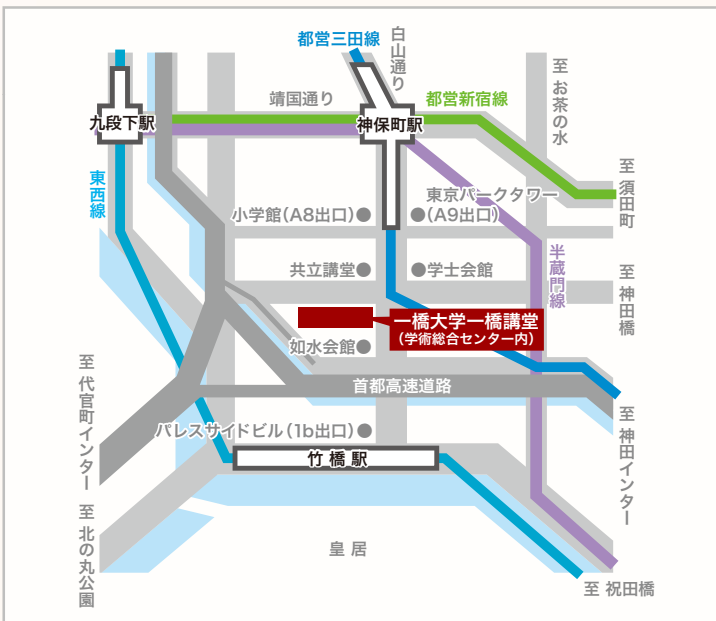 都営三田線
白山通り
至 お茶の水
靖国通り
都営新宿線
九段下駅
神保町駅
東西線
東京パークタワー
(A9出口)
小学館(A8出口)
至 須田町
共立講堂
学士会館
半蔵門線
至 神田橋
一橋大学一橋講堂
(学術総合センター内)
如水会館
首都高速道路
至 代官町インター
パレスサイドビル(1b出口)
至 神田インター
竹橋駅
至 北の丸公園
皇居
至 祝田橋